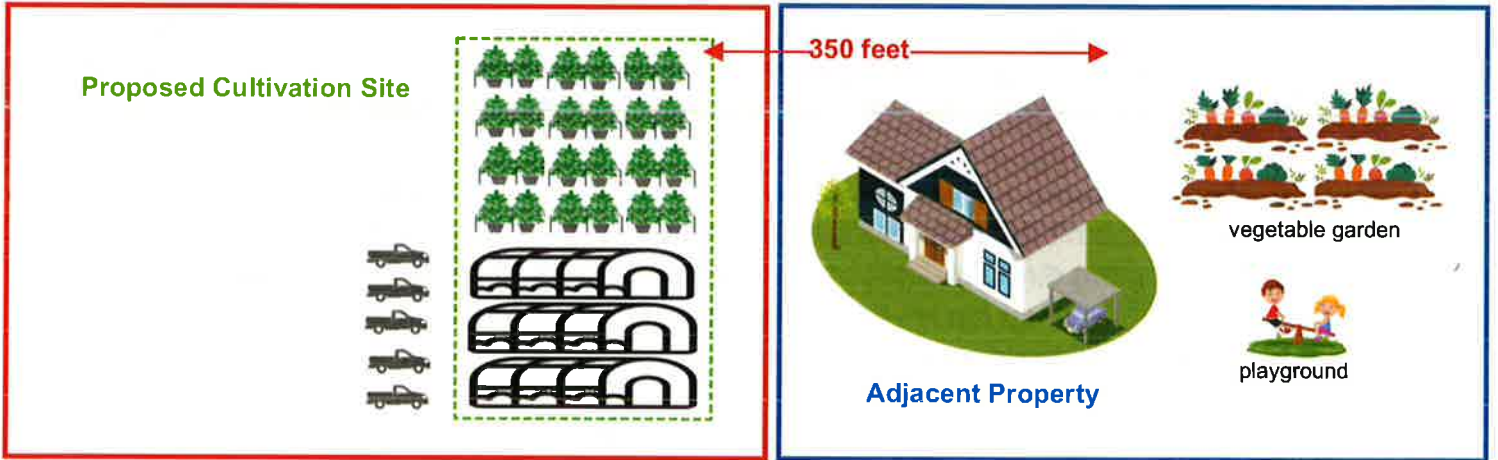 350 feet
Proposed Cultivation Site
vegetable garden
playground
Adjacent Property